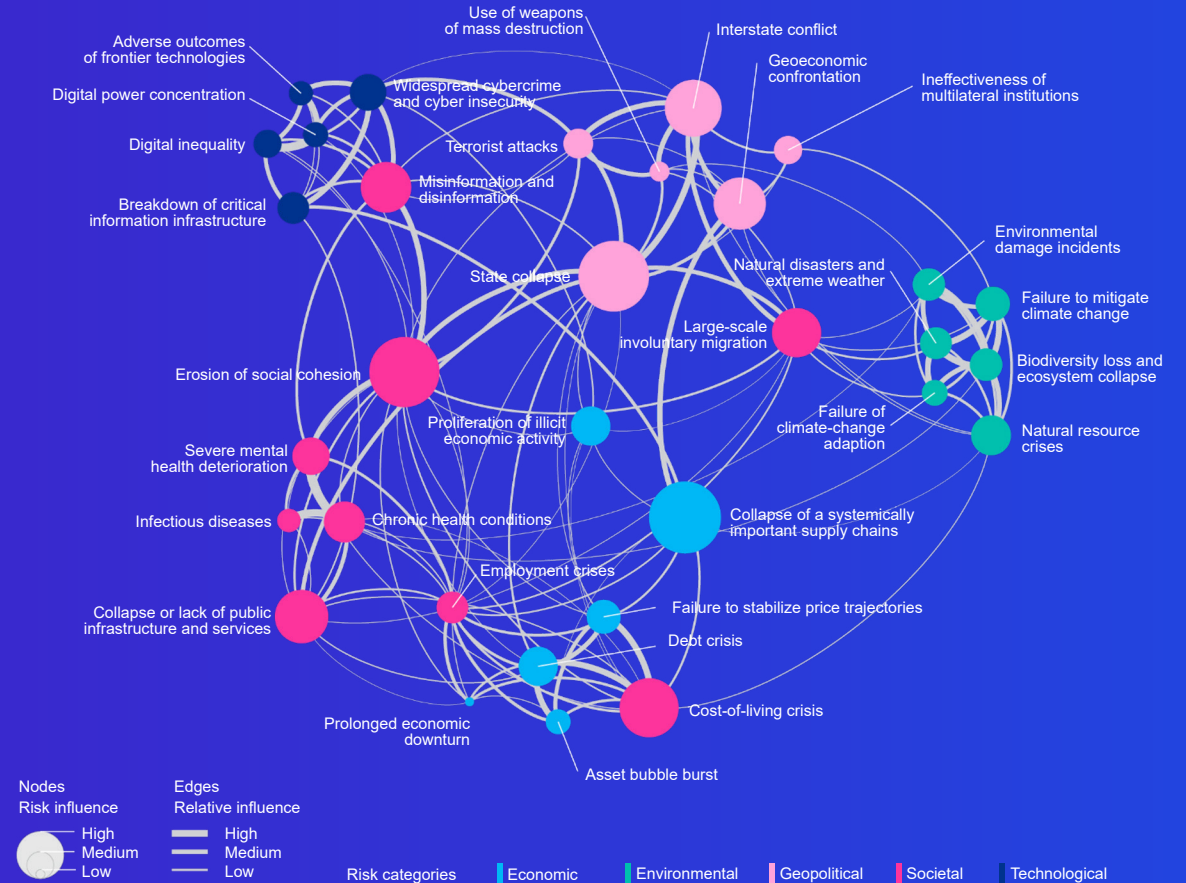 Use of weapons
of mass destruction
Interstate conflict
Adverse outcomes
of frontier technologies
Geoeconomic
confrontation
Ineffectiveness of
multilateral institutions
Digital power concentration
Widespread cybercrime
and cyber insecurity
Digital inequality
Terrorist attacks
Misinformation and
disinformation
Breakdown of critical
information infrastructure
Environmental
damage incidents
State collapse
Natural disasters and
extreme weather
Failure to mitigate
climate change
Large-scale
involuntary migration
Biodiversity loss and
ecosystem collapse
Erosion of social cohesion
Failure of
climate-change
adaption
Proliferation of illicit
economic activity
Natural resource
crises
Severe mental
health deterioration
Infectious diseases
Chronic health conditions
Collapse of a systemically
important supply chains
Employment crises
Collapse or lack of public
infrastructure and services
Failure to stabilize price trajectories
Debt crisis
Cost-of-living crisis
Prolonged economic
downturn
Asset bubble burst
Nodes
Risk influence
High
Medium
Low
Edges
Relative influence
High
Medium
Low
Risk categories
Economic
Environmental
Geopolitical
Societal
Technological